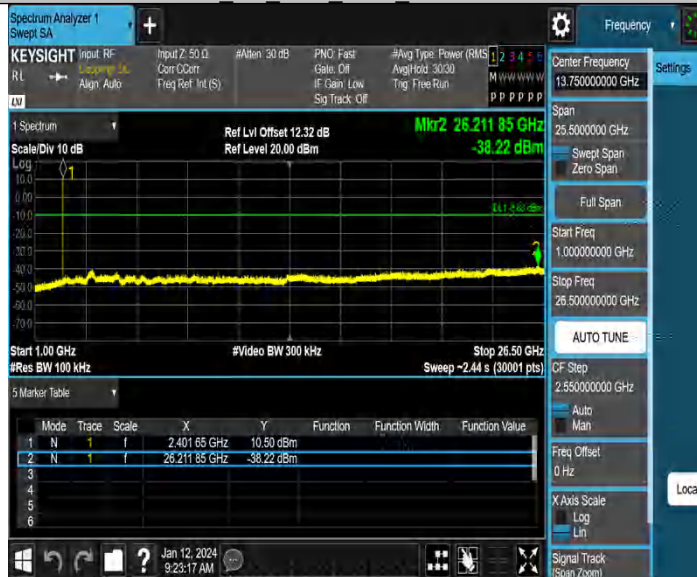 Spectrum Analyzer 1
Swept SA
+
Frequency
Settings
KEYSIGHT
RL
Input: RF
Coupling: DC
Align: Auto
Input Z: 50 Ω
Corr CCorr
Freq Ref: Int (S)
#Atten: 30 dB
PNO: Fast
Gate: Off
IF Gain: Low
Sig Track: Off
#Avg Type: Power (RMS)
Avg|Hold: 30/30
Trig: Free Run
1 2 3 4 5 6
M W W W W W
P P P P P P
LXI
1 Spectrum
Scale/Div 10 dB
Log
Ref Lvl Offset 12.32 dB
Ref Level 20.00 dBm
Mkr2 26.211 85 GHz
-38.22 dBm
10.0
0.00
-10.0
-20.0
-30.0
-40.0
-50.0
-60.0
-70.0
1
2
Start 1.00 GHz
#Res BW 100 kHz
#Video BW 300 kHz
Stop 26.50 GHz
Sweep ~2.44 s (30001 pts)
5 Marker Table
Mode Trace Scale X Y Function Function Width Function Value
1 N 1 f 2.401 65 GHz 10.50 dBm
2 N 1 f 26.211 85 GHz -38.22 dBm
3
4
5
6
Center Frequency
13.750000000 GHz
Span
25.5000000 GHz
Swept Span
Zero Span
Full Span
Start Freq
1.000000000 GHz
Stop Freq
26.500000000 GHz
AUTO TUNE
CF Step
2.550000000 GHz
Auto
Man
Freq Offset
0 Hz
X Axis Scale
Log
Lin
Signal Track
(Span Zoom)
Loca
?
Jan 12, 2024
9:23:17 AM